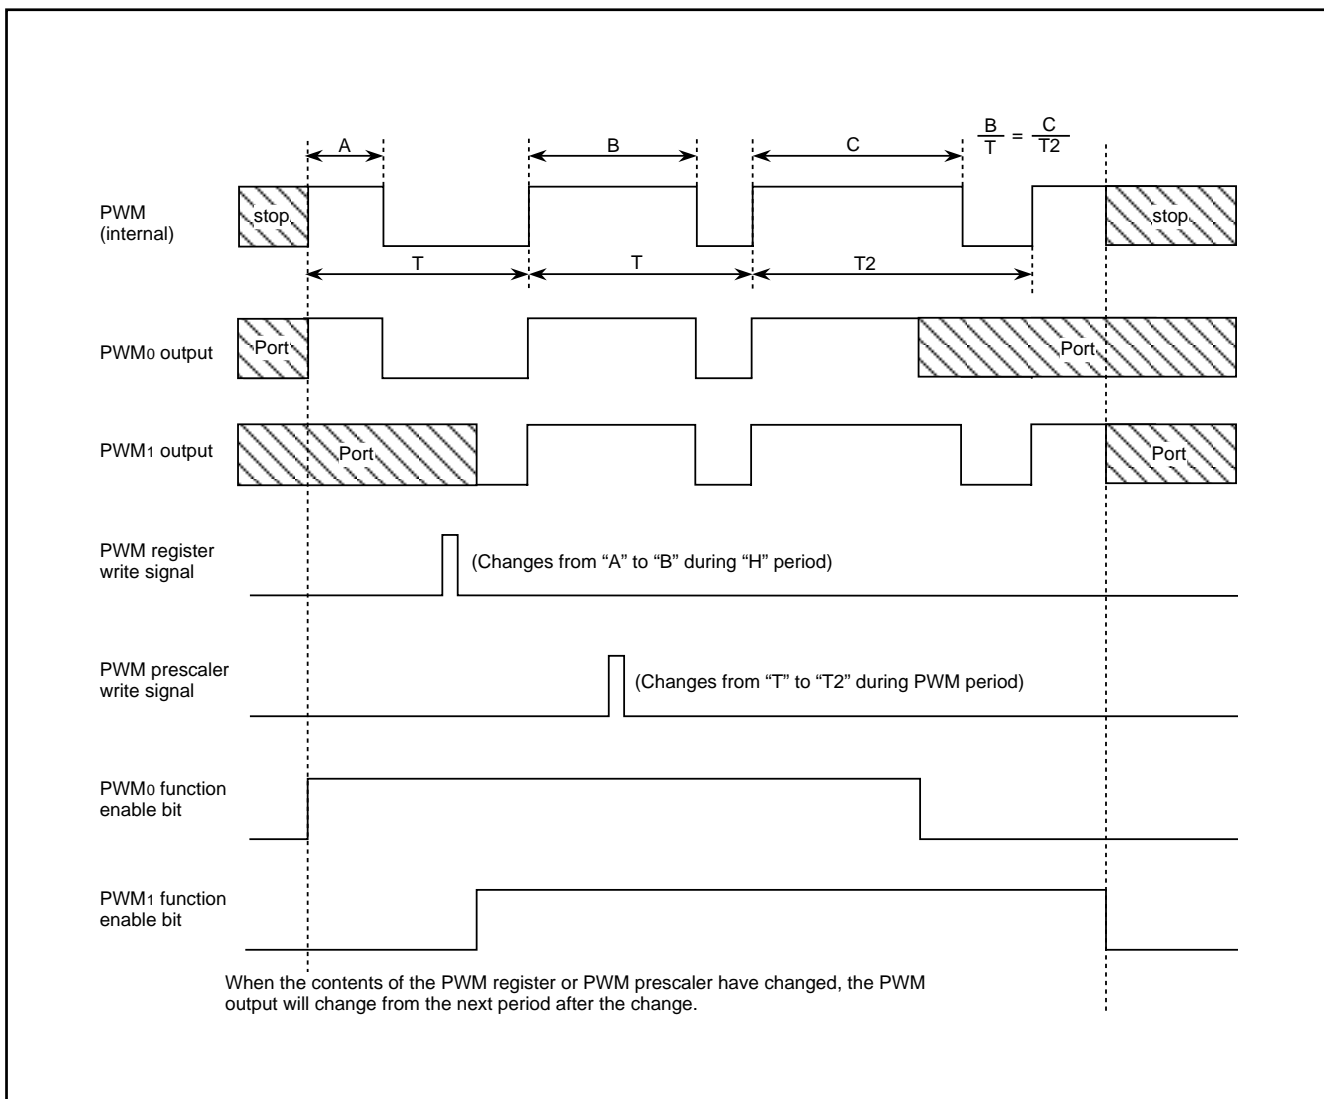 A
B
C
B
T
=
C
T2
PWM
(internal)
stop
stop
T
T
T2
PWM0 output
Port
Port
PWM1 output
Port
Port
PWM register
write signal
(Changes from “A” to “B” during “H” period)
PWM prescaler
write signal
(Changes from “T” to “T2” during PWM period)
PWM0 function
enable bit
PWM1 function
enable bit
When the contents of the PWM register or PWM prescaler have changed, the PWM
output will change from the next period after the change.